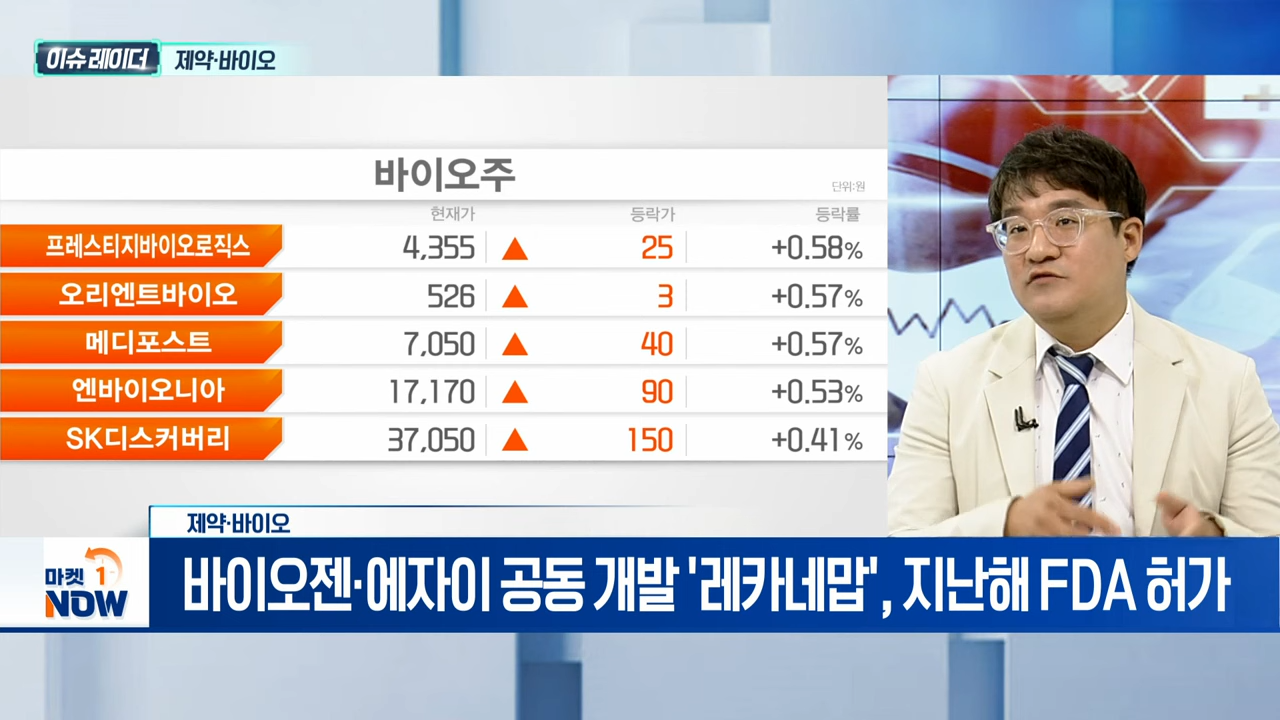 이슈 레이더 제약·바이오
바이오주
단위:원
현재가 등락가 등락률
프레스티지바이오로직스 4,355 ▲ 25 +0.58%
오리엔트바이오 526 ▲ 3 +0.57%
메디포스트 7,050 ▲ 40 +0.57%
엔바이오니아 17,170 ▲ 90 +0.53%
SK디스커버리 37,050 ▲ 150 +0.41%
제약·바이오
마켓 1
NOW
바이오젠·에자이 공동 개발 '레카네맙', 지난해 FDA 허가